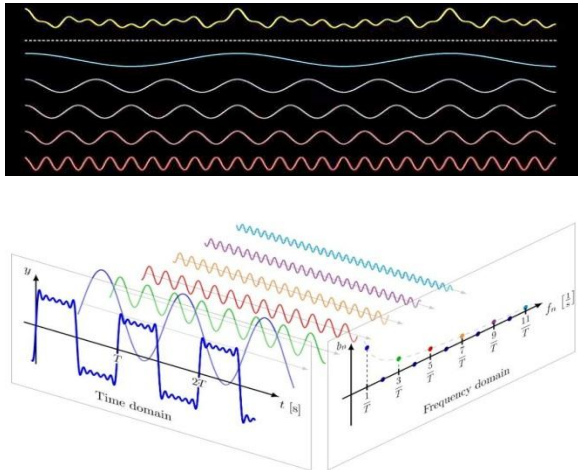 y
T
2T
t [s]
Time domain
bₙ
fₙ [1/s]
1/T
3/T
5/T
7/T
9/T
11/T
Frequency domain